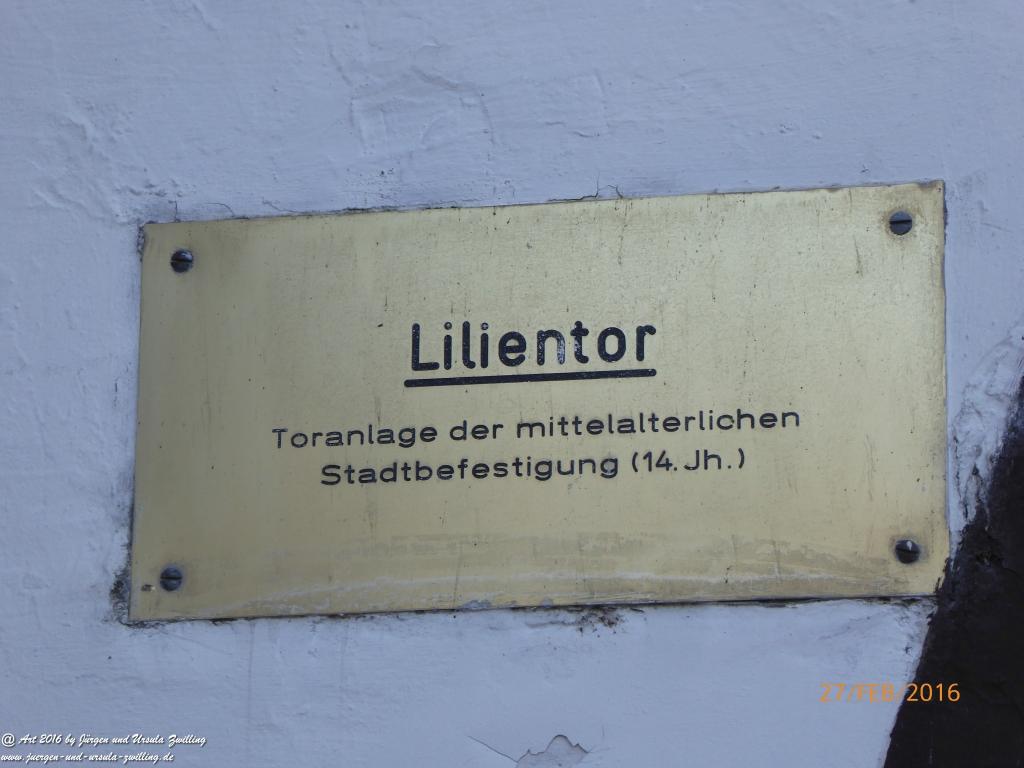 Lilientor
Toranlage der mittelalterlichen
Stadtbefestigung (14. Jh.)
27/FEB/2016
@ Art 2016 by Jürgen und Ursula Zwilling
www.juergen-und-ursula-zwilling.de